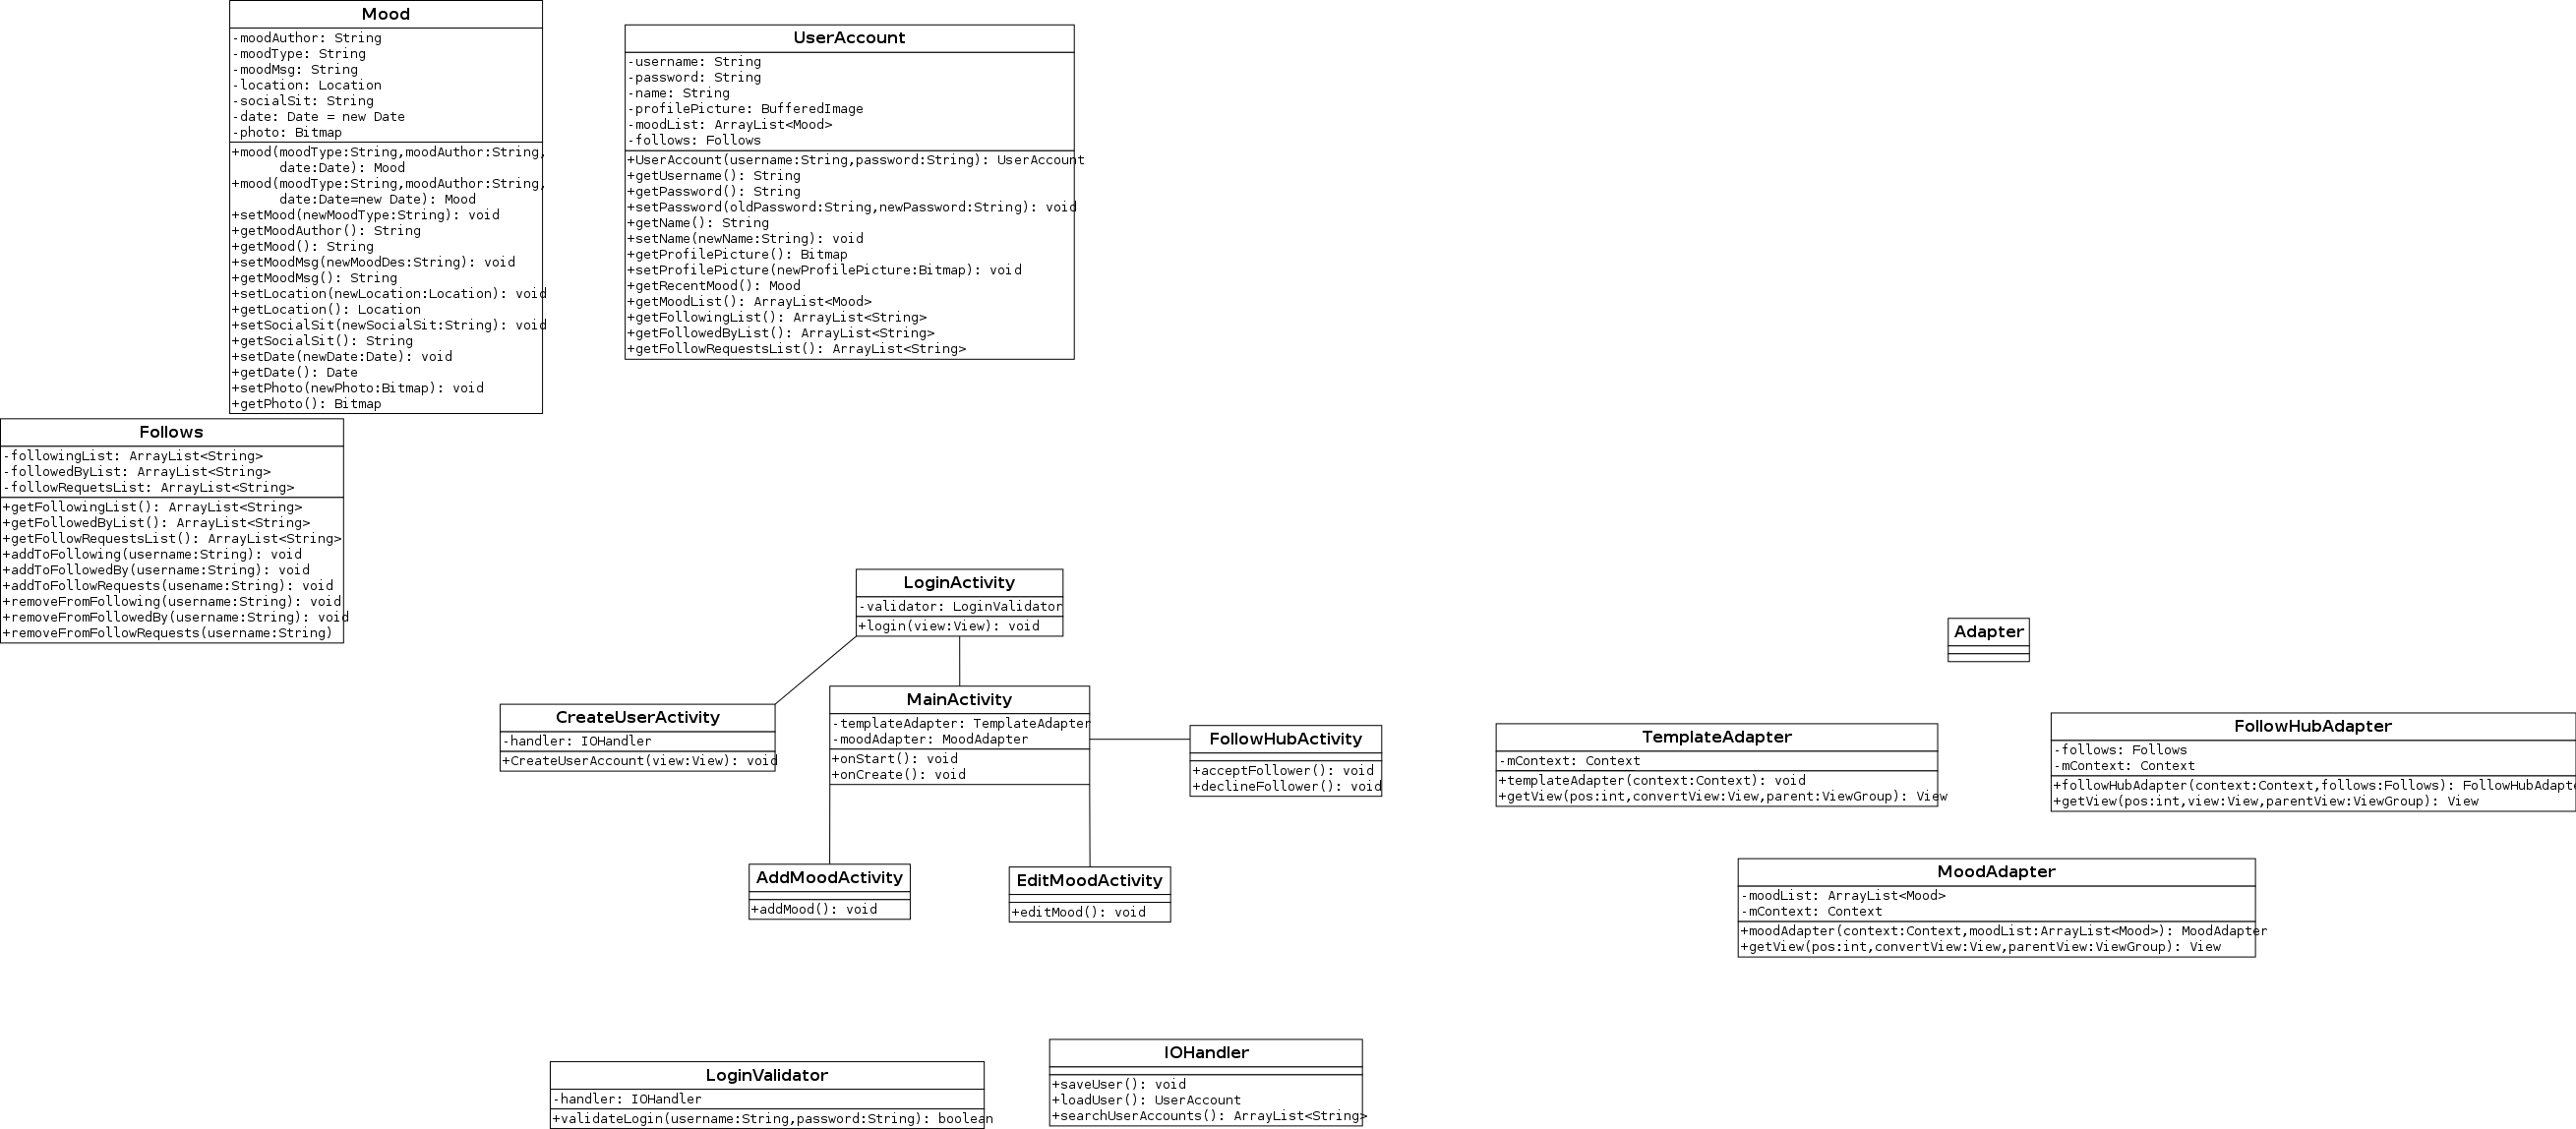 Mood
-moodAuthor: String
-moodType: String
-moodMsg: String
-location: Location
-socialSit: String
-date: Date = new Date
-photo: Bitmap
+mood(moodType:String,moodAuthor:String,
date:Date): Mood
+mood(moodType:String,moodAuthor:String,
date:Date=new Date): Mood
+setMood(newMoodType:String): void
+getMoodAuthor(): String
+getMood(): String
+setMoodMsg(newMoodDes:String): void
+getMoodMsg(): String
+setLocation(newLocation:Location): void
+getLocation(): Location
+setSocialSit(newSocialSit:String): void
+getSocialSit(): String
+setDate(newDate:Date): void
+getDate(): Date
+setPhoto(newPhoto:Bitmap): void
+getPhoto(): Bitmap
UserAccount
-username: String
-password: String
-name: String
-profilePicture: BufferedImage
-moodList: ArrayList<Mood>
-follows: Follows
+UserAccount(username:String,password:String): UserAccount
+getUsername(): String
+getPassword(): String
+setPassword(oldPassword:String,newPassword:String): void
+getName(): String
+setName(newName:String): void
+getProfilePicture(): Bitmap
+setProfilePicture(newProfilePicture:Bitmap): void
+getRecentMood(): Mood
+getMoodList(): ArrayList<Mood>
+getFollowingList(): ArrayList<String>
+getFollowedByList(): ArrayList<String>
+getFollowRequestsList(): ArrayList<String>
Follows
-followingList: ArrayList<String>
-followedByList: ArrayList<String>
-followRequetsList: ArrayList<String>
+getFollowingList(): ArrayList<String>
+getFollowedByList(): ArrayList<String>
+getFollowRequestsList(): ArrayList<String>
+addToFollowing(username:String): void
+addToFollowedBy(username:String): void
+addToFollowRequests(usename:String): void
+removeFromFollowing(username:String): void
+removeFromFollowedBy(username:String): void
+removeFromFollowRequests(username:String)
LoginActivity
-validator: LoginValidator
+login(view:View): void
CreateUserActivity
-handler: IOHandler
+CreateUserAccount(view:View): void
MainActivity
-templateAdapter: TemplateAdapter
-moodAdapter: MoodAdapter
+onStart(): void
+onCreate(): void
FollowHubActivity
+acceptFollower(): void
+declineFollower(): void
AddMoodActivity
+addMood(): void
EditMoodActivity
+editMood(): void
Adapter
TemplateAdapter
-mContext: Context
+templateAdapter(context:Context): void
+getView(pos:int,convertView:View,parent:ViewGroup): View
FollowHubAdapter
-follows: Follows
-mContext: Context
+followHubAdapter(context:Context,follows:Follows): FollowHubAdapte
+getView(pos:int,view:View,parentView:ViewGroup): View
MoodAdapter
-moodList: ArrayList<Mood>
-mContext: Context
+moodAdapter(context:Context,moodList:ArrayList<Mood>): MoodAdapter
+getView(pos:int,convertView:View,parentView:ViewGroup): View
LoginValidator
-handler: IOHandler
+validateLogin(username:String,password:String): boolean
IOHandler
+saveUser(): void
+loadUser(): UserAccount
+searchUserAccounts(): ArrayList<String>